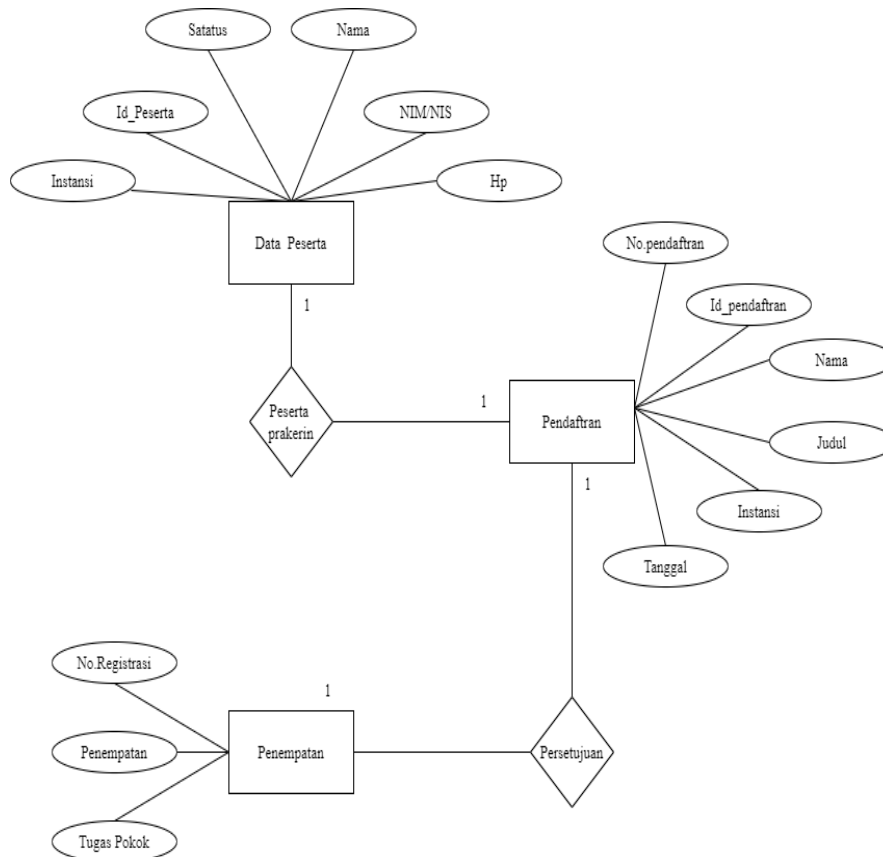 Satatus
Nama
Id_Peserta
NIM/NIS
Instansi
Hp
Data Peserta
No.pendaftran
1
Id_pendaftran
Nama
Peserta
prakerin
1
Pendaftran
Judul
1
Instansi
Tanggal
No.Registrasi
1
Penempatan
Penempatan
Persetujuan
Tugas Pokok